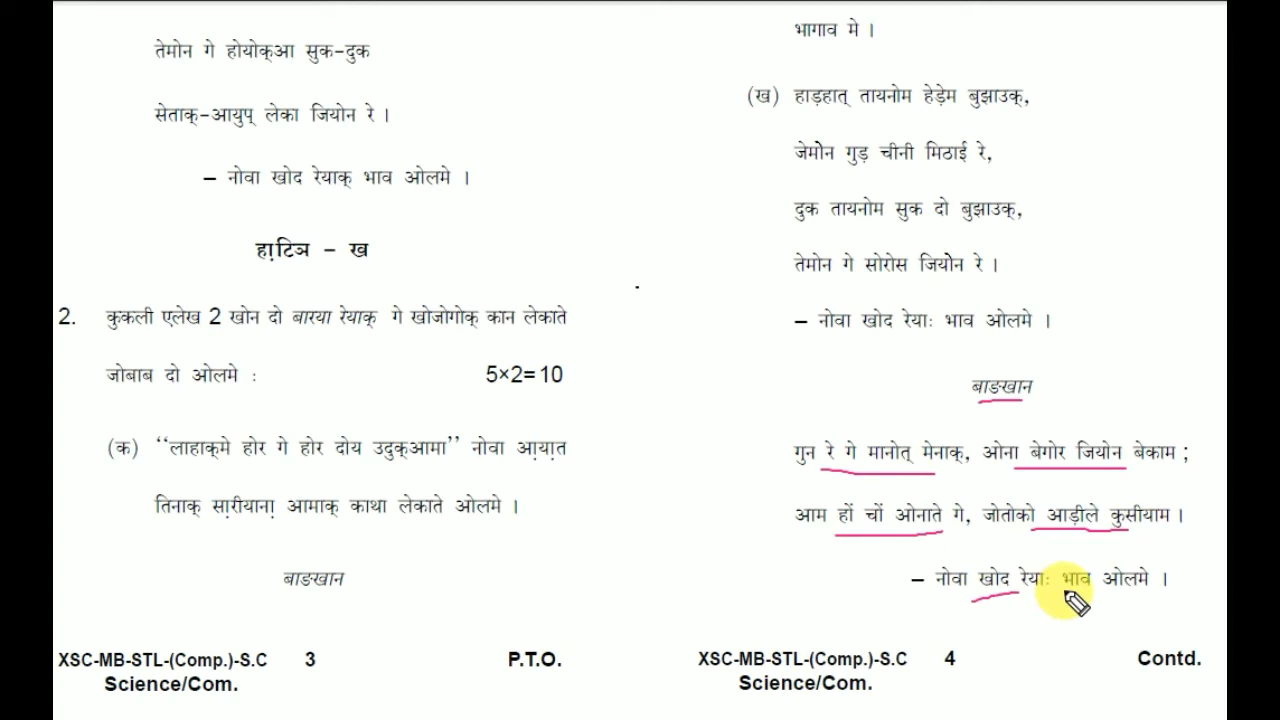 तेमोन गे होयोक्आ सुक-दुक
सेताक्-आयुप् लेका जियोन रे ।
– नोवा खोद रेयाक् भाव ओलमे ।
हा़टिञ – ख
2. कुकली एलेख 2 खोन दो बारया रेयाक् गे खोजोगोक् कान लेकाते
जोबाब दो ओलमे : 5×2=10
(क) ‘‘लाहाक्मे होर गे होर दोय उदुक्आमा’’ नोवा आ़या़त
तिनाक् सा़रीयाना़ आमाक् काथा लेकाते ओलमे ।
बाङखान
XSC-MB-STL-(Comp.)-S.C 3 P.T.O.
Science/Com.
भागाव मे ।
(ख) हाड़हात् तायनोम हेड़ेम बुझाउक्,
जेमोन गुड़ चीनी मिठाई रे,
दुक तायनोम सुक दो बुझाउक्,
तेमोन गे सोरोस जियोन रे ।
– नोवा खोद रेयाः भाव ओलमे ।
बाङखान
गुन रे गे मानोत् मेनाक्, ओना बेगोर जियोन बेकाम ;
आम हों चों ओनाते गे, जोतोको आड़ीले कुसीयाम ।
– नोवा खोद रेयाः भाव ओलमे ।
XSC-MB-STL-(Comp.)-S.C 4 Contd.
Science/Com.